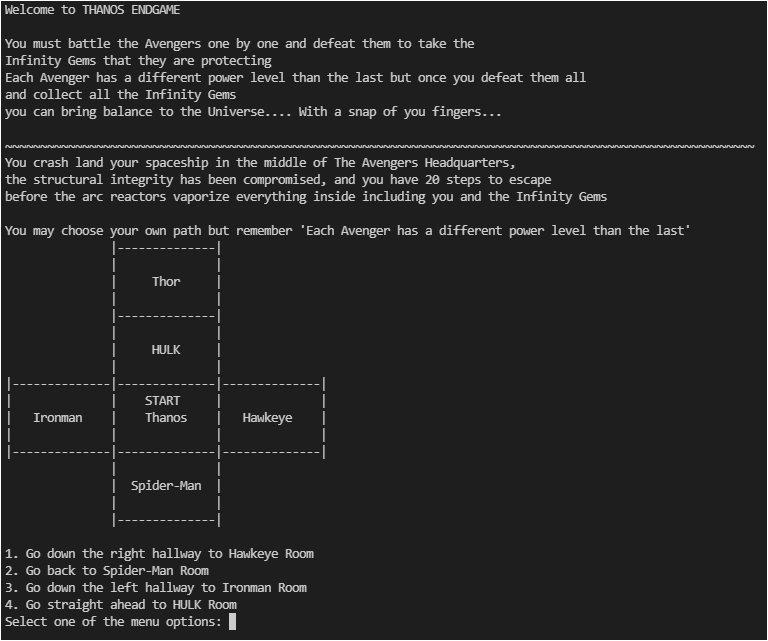 Welcome to THANOS ENDGAME
You must battle the Avengers one by one and defeat them to take the
Infinity Gems that they are protecting
Each Avenger has a different power level than the last but once you defeat them all
and collect all the Infinity Gems
you can bring balance to the Universe.... With a snap of you fingers...
~~~~~~~~~~~~~~~~~~~~~~~~~~~~~~~~~~~~~~~~~~~~~~~~~~~~~~~~~~~~~~~~~~~~~~~~~~~~~~~~~~~~~~~~~~~~~~~~~~~~~~~~~~~
You crash land your spaceship in the middle of The Avengers Headquarters,
the structural integrity has been compromised, and you have 20 steps to escape
before the arc reactors vaporize everything inside including you and the Infinity Gems
You may choose your own path but remember 'Each Avenger has a different power level than the last'
               |--------------|
               |              |
               |     Thor     |
               |              |
               |--------------|
               |              |
               |     HULK     |
               |              |
|--------------|--------------|--------------|
|              |    START     |              |
|   Ironman    |    Thanos    |   Hawkeye    |
|              |              |              |
|--------------|--------------|--------------|
               |              |
               |  Spider-Man  |
               |              |
               |--------------|
1. Go down the right hallway to Hawkeye Room
2. Go back to Spider-Man Room
3. Go down the left hallway to Ironman Room
4. Go straight ahead to HULK Room
Select one of the menu options: